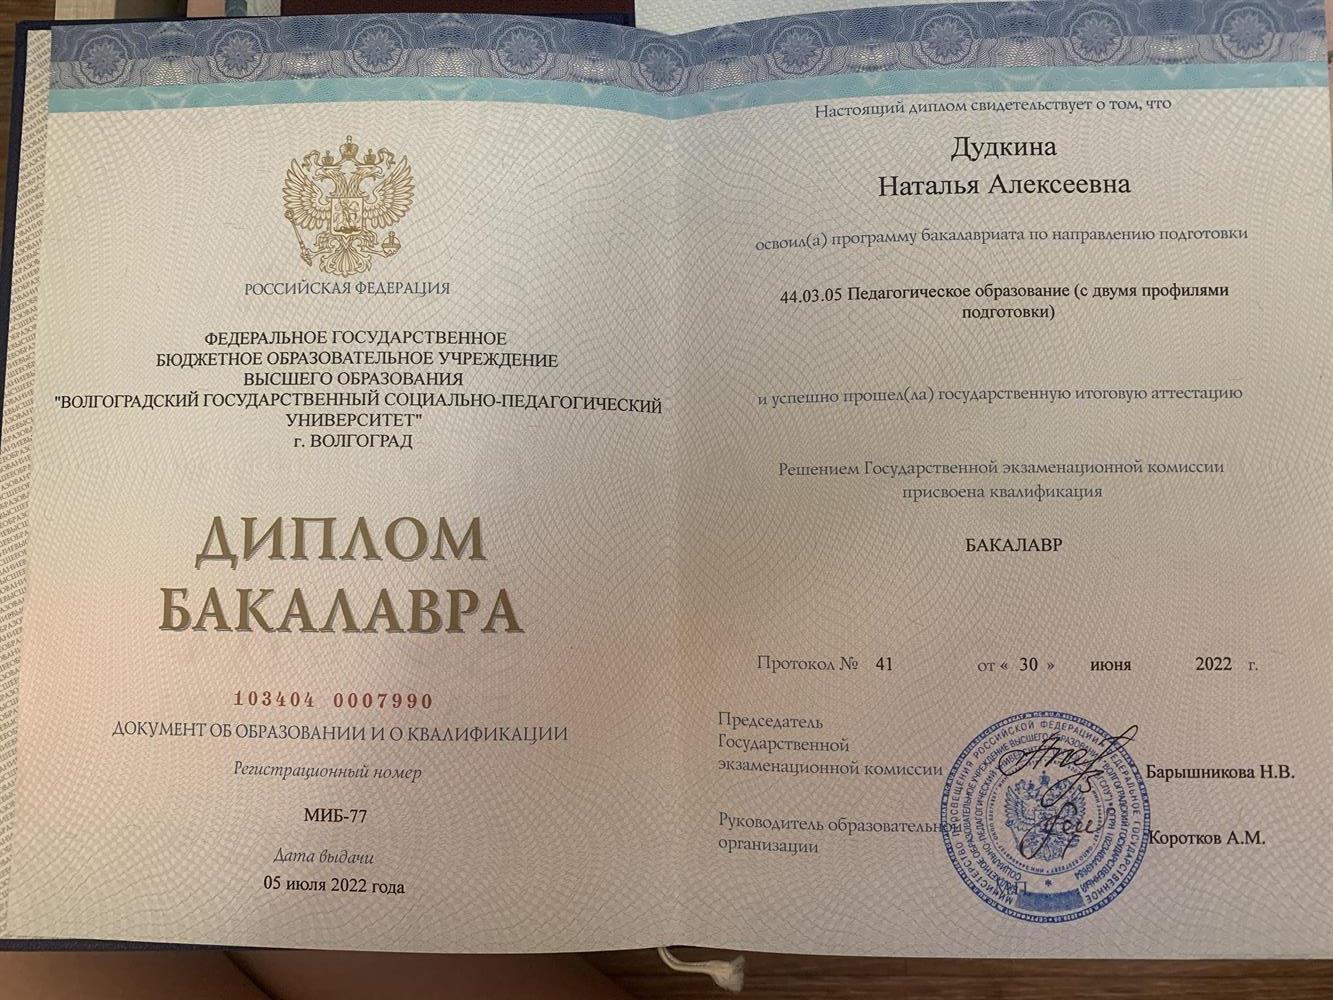 РОССИЙСКАЯ ФЕДЕРАЦИЯ
ФЕДЕРАЛЬНОЕ ГОСУДАРСТВЕННОЕ
БЮДЖЕТНОЕ ОБРАЗОВАТЕЛЬНОЕ УЧРЕЖДЕНИЕ
ВЫСШЕГО ОБРАЗОВАНИЯ
"ВОЛГОГРАДСКИЙ ГОСУДАРСТВЕННЫЙ СОЦИАЛЬНО-ПЕДАГОГИЧЕСКИЙ
УНИВЕРСИТЕТ"
г. ВОЛГОГРАД
ДИПЛОМ
БАКАЛАВРА
103404 0007990
ДОКУМЕНТ ОБ ОБРАЗОВАНИИ И О КВАЛИФИКАЦИИ
Регистрационный номер
МИБ-77
Дата выдачи
05 июля 2022 года
Настоящий диплом свидетельствует о том, что
Дудкина
Наталья Алексеевна
освоил(а) программу бакалавриата по направлению подготовки
44.03.05 Педагогическое образование (с двумя профилями
подготовки)
и успешно прошел(ла) государственную итоговую аттестацию
Решением Государственной экзаменационной комиссии
присвоена квалификация
БАКАЛАВР
Протокол № 41 от « 30 » июня 2022 г.
Председатель
Государственной
экзаменационной комиссии
Барышникова Н.В.
Руководитель образовательной
организации
Коротков А.М.